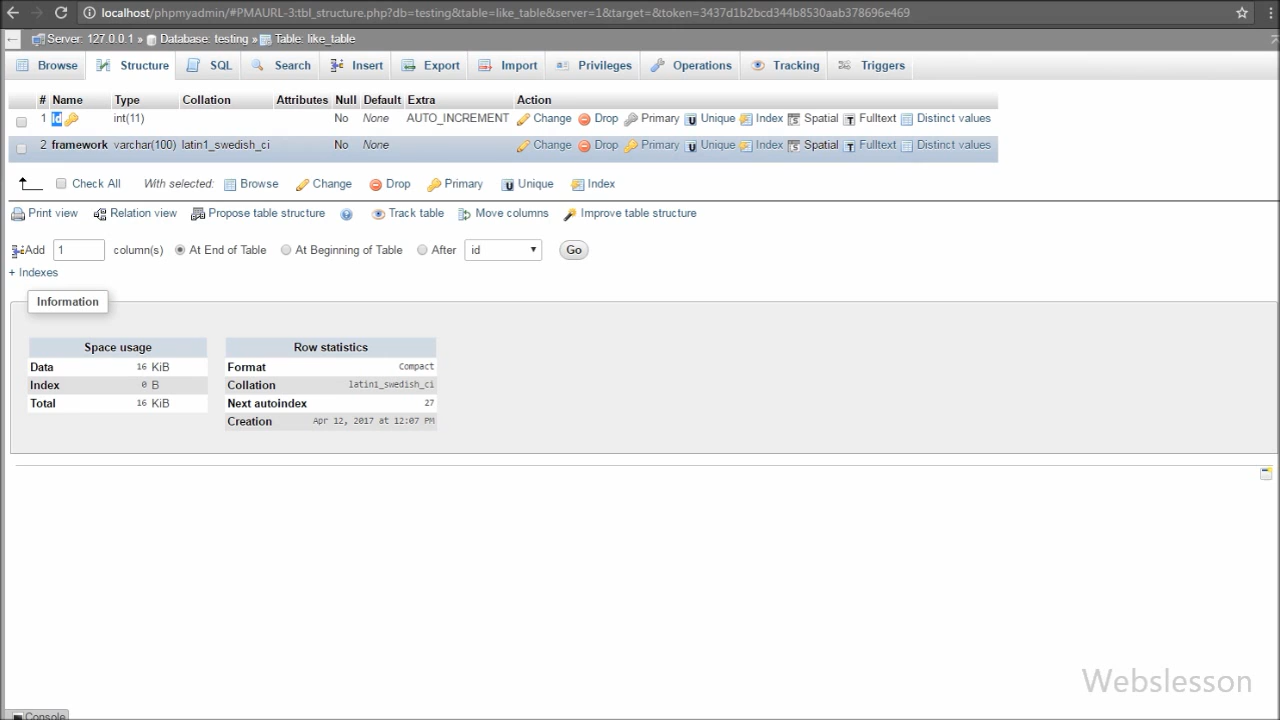 localhost/phpmyadmin/#PMAURL-3:tbl_structure.php?db=testing&table=like_table&server=1&target=&token=3437d1b2bcd344b8530aab378696e469
Server: 127.0.0.1 » Database: testing » Table: like_table
Browse Structure SQL Search Insert Export Import Privileges Operations Tracking Triggers
# Name Type Collation Attributes Null Default Extra Action
1 id int(11) No None AUTO_INCREMENT Change Drop Primary Unique Index Spatial Fulltext Distinct values
2 framework varchar(100) latin1_swedish_ci No None Change Drop Primary Unique Index Spatial Fulltext Distinct values
Check All With selected: Browse Change Drop Primary Unique Index
Print view Relation view Propose table structure Track table Move columns Improve table structure
Add 1 column(s) At End of Table At Beginning of Table After id Go
+ Indexes
Information
Space usage Row statistics
Data 16 KiB Format Compact
Index 0 B Collation latin1_swedish_ci
Total 16 KiB Next autoindex 27
Creation Apr 12, 2017 at 12:07 PM
Webslesson
Console